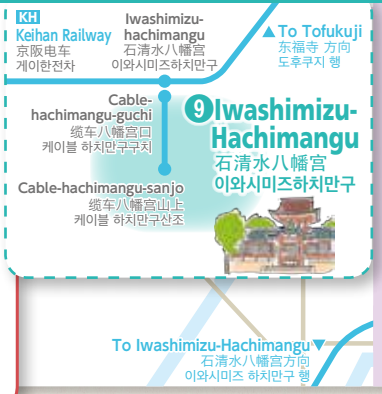 KH
Keihan Railway
京阪电车
게이한전차
Iwashimizu-
hachimangu
石清水八幡宫
이와시미즈하치만구
▲To Tofukuji
东福寺 方向
도후쿠지 행
Cable-
hachimangu-guchi
缆车八幡宫口
케이블 하치만구구치
Cable-hachimangu-sanjo
缆车八幡宫山上
케이블 하치만구산조
9 Iwashimizu-
Hachimangu
石清水八幡宫
이와시미즈하치만구
To Iwashimizu-Hachimangu▼
石清水八幡宫方向
이와시미즈 하치만구 행